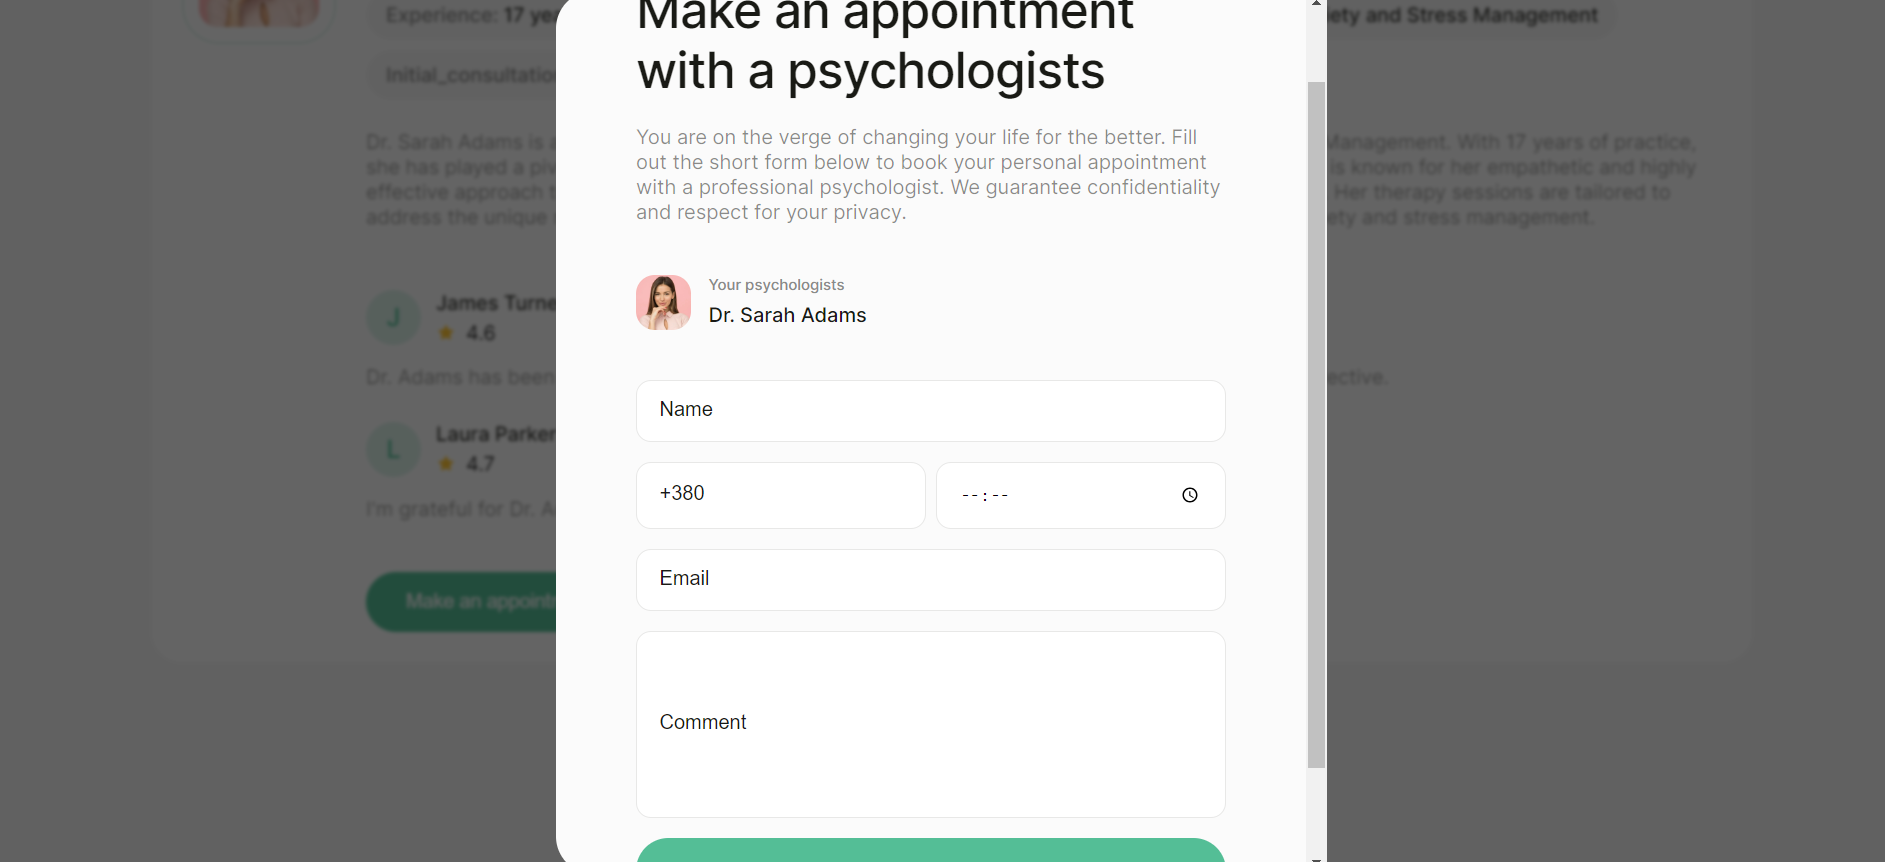 Experience: 17 yea
iety and Stress Management
Initial_consultation
Dr. Sarah Adams is a
Management. With 17 years of practice,
she has played a piv
is known for her empathetic and highly
effective approach t
Her therapy sessions are tailored to
address the unique
ety and stress management.
James Turne
J
4.6
Dr. Adams has been
ective.
Laura Parker
L
4.7
I'm grateful for Dr. A
Make an appoint
Make an appointment
with a psychologists
You are on the verge of changing your life for the better. Fill
out the short form below to book your personal appointment
with a professional psychologist. We guarantee confidentiality
and respect for your privacy.
Your psychologists
Dr. Sarah Adams
Name
+380
--:--
Email
Comment